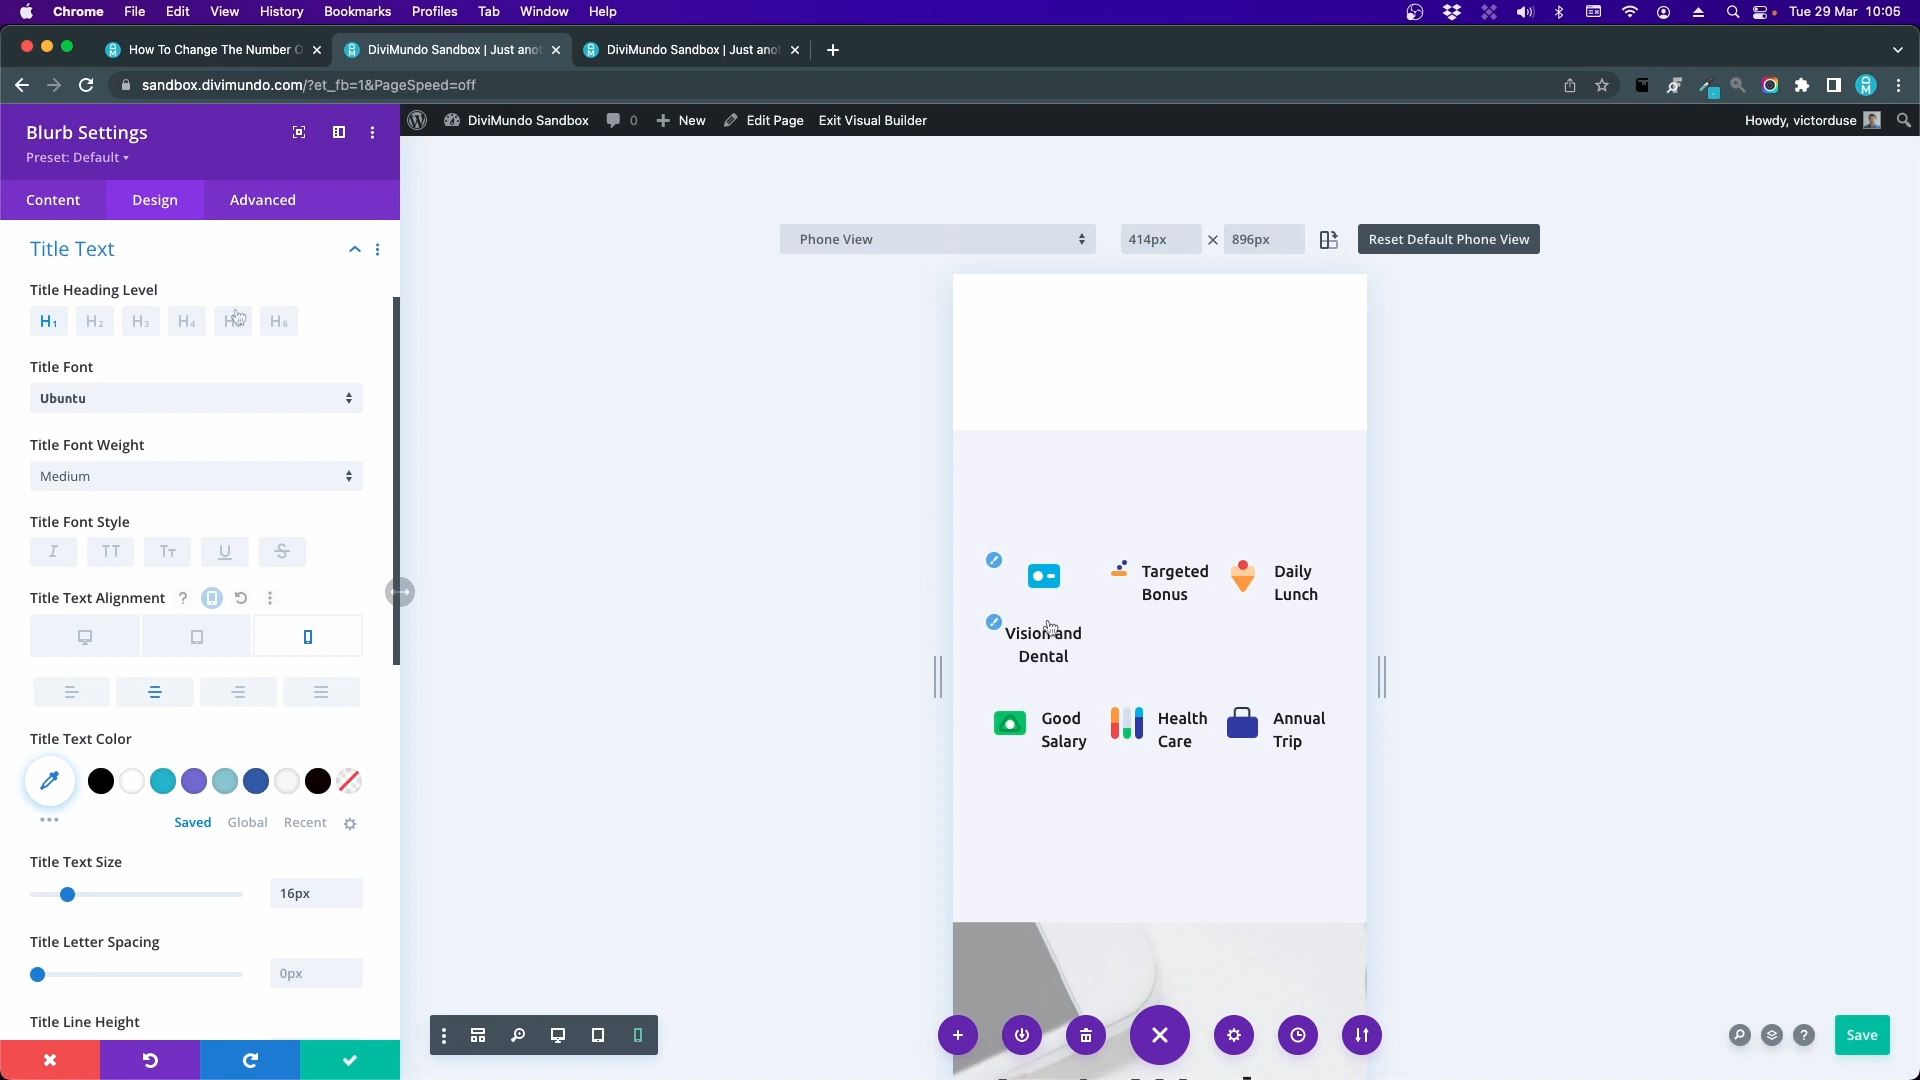 Chrome File Edit View History Bookmarks Profiles Tab Window Help Tue 29 Mar 10:05
How To Change The Number O DiviMundo Sandbox | Just ano DiviMundo Sandbox | Just ano
sandbox.divimundo.com/?et_fb=1&PageSpeed=off
DiviMundo Sandbox 0 New Edit Page Exit Visual Builder Howdy, victorduse
Blurb Settings
Preset: Default
Content Design Advanced
Title Text
Title Heading Level
H1 H2 H3 H4 H H6
Title Font
Ubuntu
Title Font Weight
Medium
Title Font Style
I TT Tт U S
Title Text Alignment ?
Title Text Color
Saved Global Recent
Title Text Size
16px
Title Letter Spacing
0px
Title Line Height
Phone View 414px 896px Reset Default Phone View
Targeted
Bonus
Daily
Lunch
Vision and
Dental
Good
Salary
Health
Care
Annual
Trip
? Save